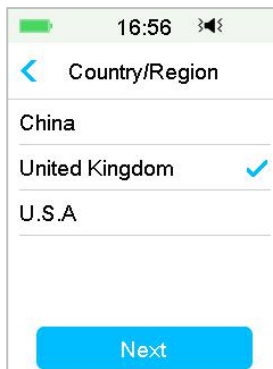 16:56
Country/Region
China
United Kingdom
U.S.A
Next